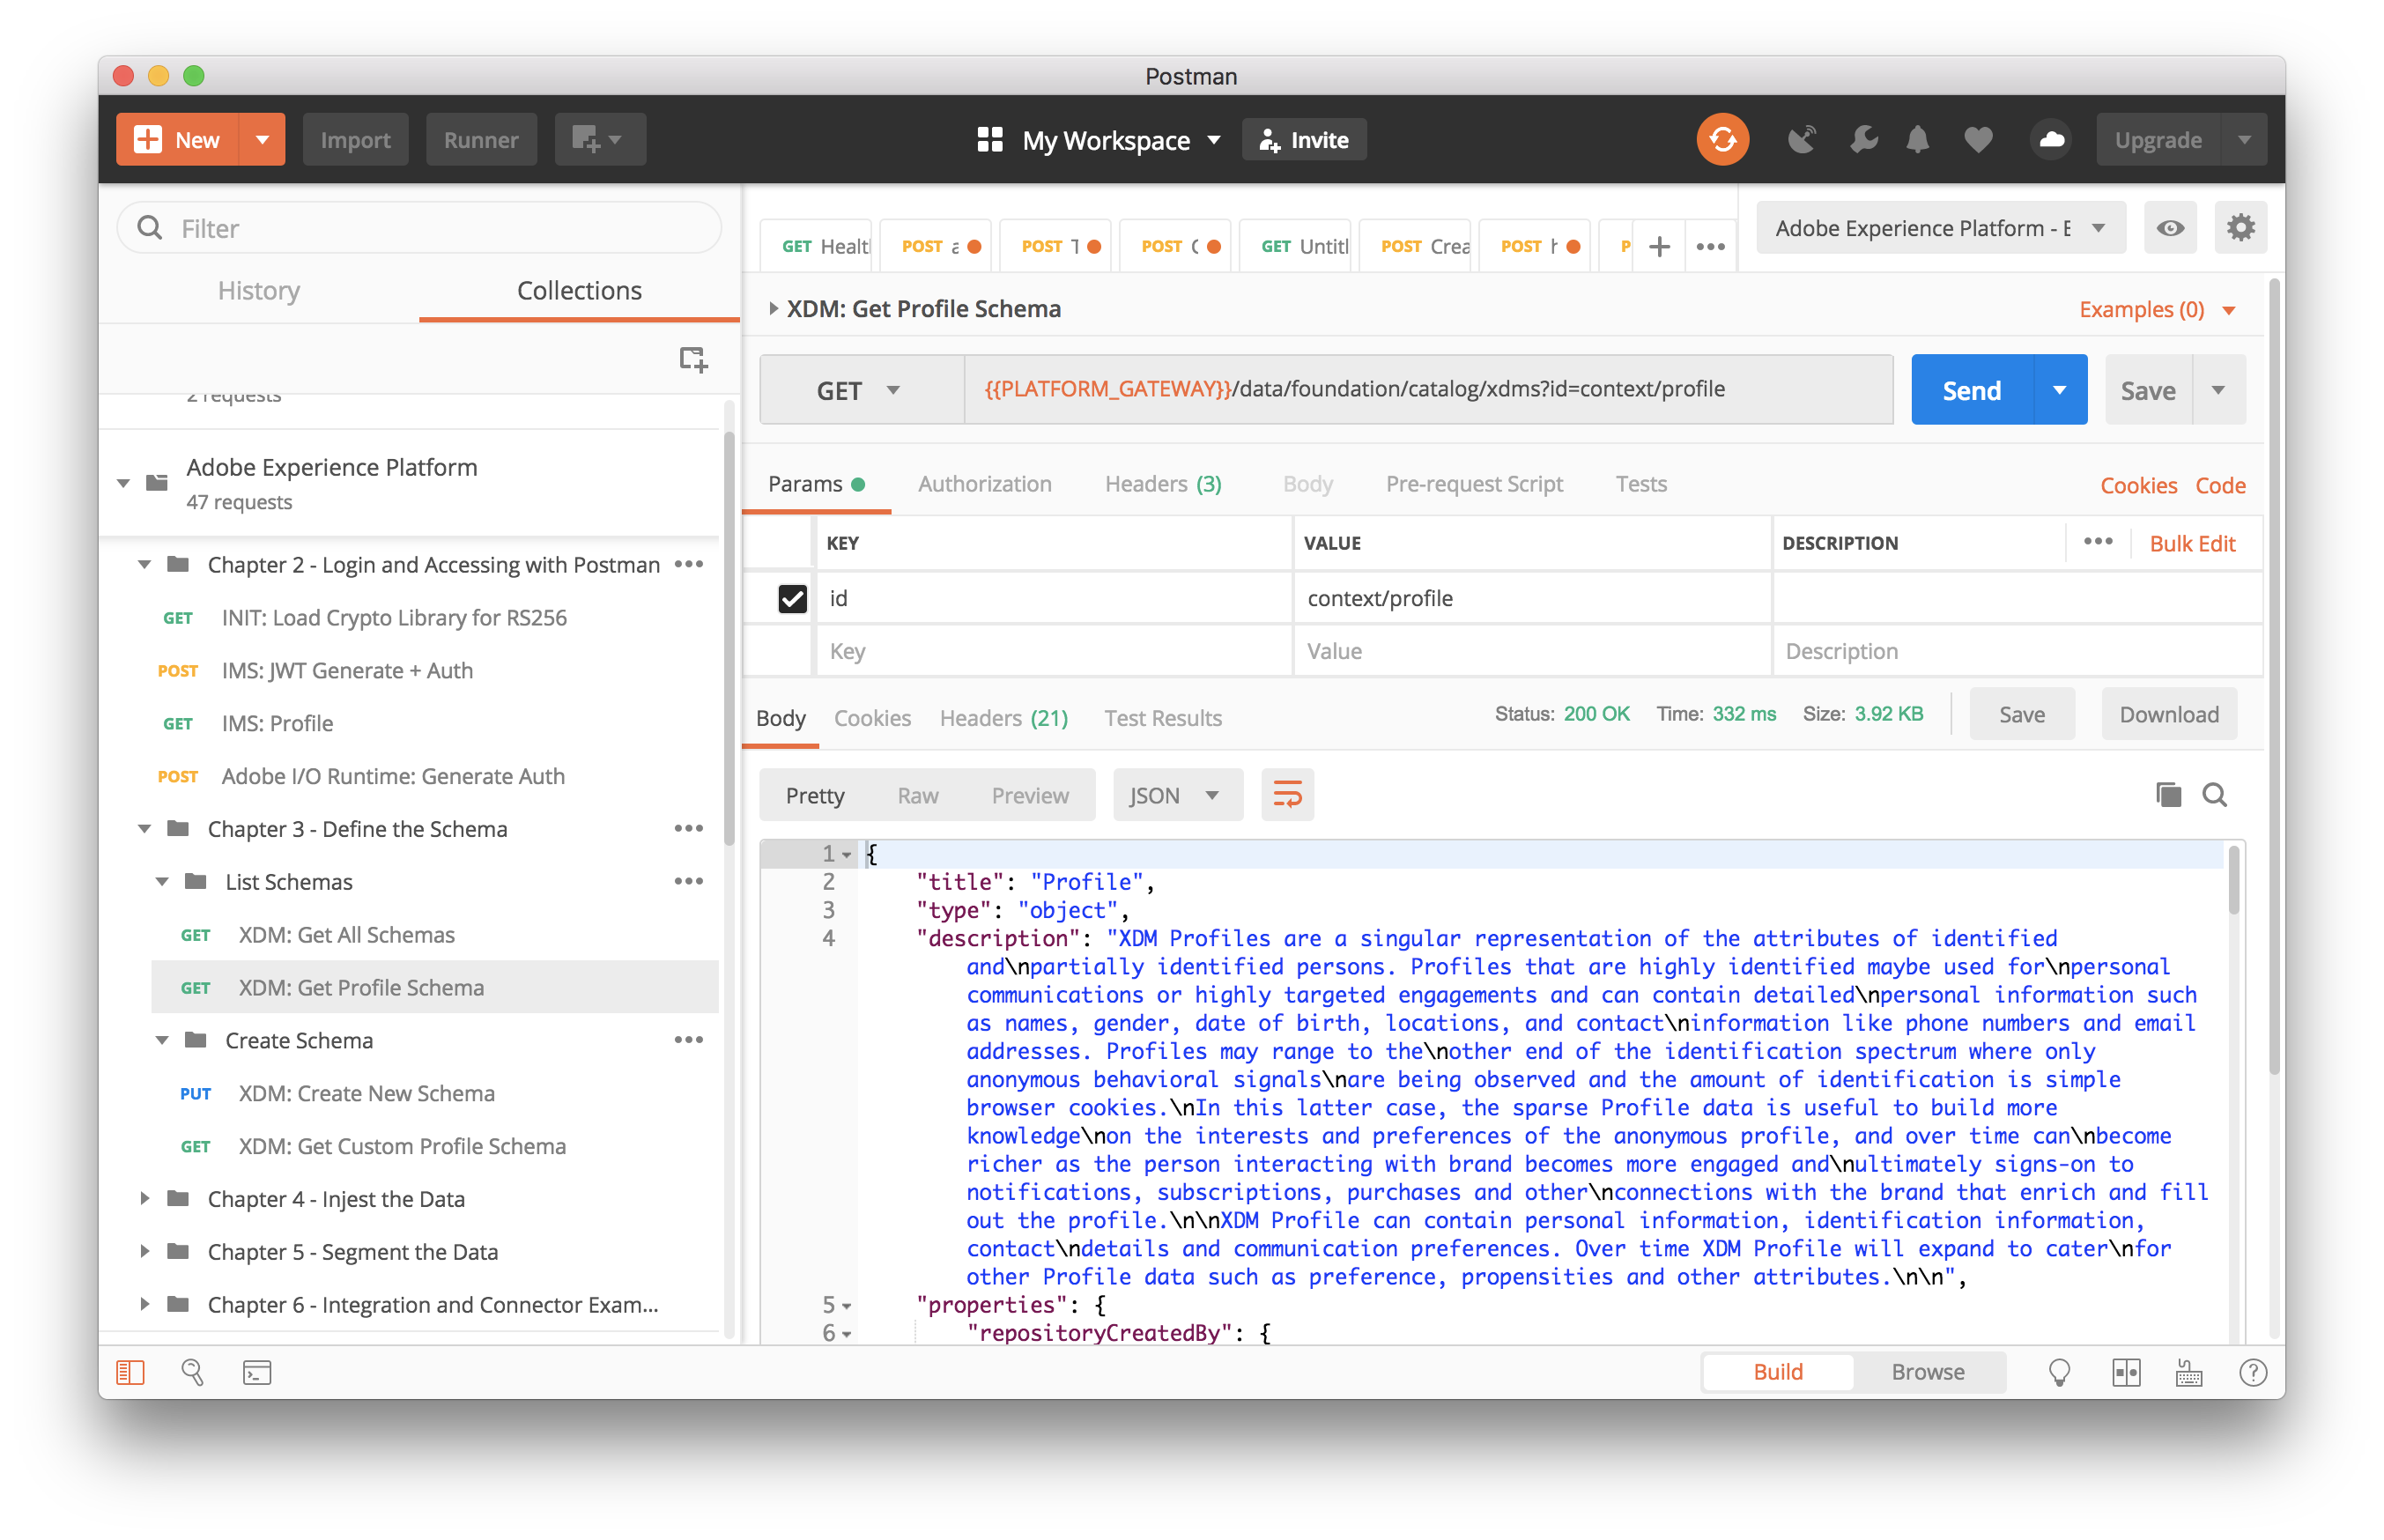 Postman
New
Import
Runner
My Workspace
Invite
Upgrade
Filter
History
Collections
2 requests
Adobe Experience Platform
47 requests
Chapter 2 - Login and Accessing with Postman
GET INIT: Load Crypto Library for RS256
POST IMS: JWT Generate + Auth
GET IMS: Profile
POST Adobe I/O Runtime: Generate Auth
Chapter 3 - Define the Schema
List Schemas
GET XDM: Get All Schemas
GET XDM: Get Profile Schema
Create Schema
PUT XDM: Create New Schema
GET XDM: Get Custom Profile Schema
Chapter 4 - Injest the Data
Chapter 5 - Segment the Data
Chapter 6 - Integration and Connector Exam...
GET Healt
POST a
POST T
POST
GET Untitl
POST Crea
POST h
P
Adobe Experience Platform - E
XDM: Get Profile Schema
Examples (0)
GET
{{PLATFORM_GATEWAY}}/data/foundation/catalog/xdms?id=context/profile
Send
Save
Params
Authorization
Headers (3)
Body
Pre-request Script
Tests
Cookies
Code
KEY VALUE DESCRIPTION ••• Bulk Edit
id context/profile
Key Value Description
Body
Cookies
Headers (21)
Test Results
Status: 200 OK Time: 332 ms Size: 3.92 KB
Save
Download
Pretty
Raw
Preview
JSON
1 {
2 "title": "Profile",
3 "type": "object",
4 "description": "XDM Profiles are a singular representation of the attributes of identified
and\npartially identified persons. Profiles that are highly identified maybe used for\npersonal
communications or highly targeted engagements and can contain detailed\npersonal information such
as names, gender, date of birth, locations, and contact\ninformation like phone numbers and email
addresses. Profiles may range to the\nother end of the identification spectrum where only
anonymous behavioral signals\nare being observed and the amount of identification is simple
browser cookies.\nIn this latter case, the sparse Profile data is useful to build more
knowledge\non the interests and preferences of the anonymous profile, and over time can\nbecome
richer as the person interacting with brand becomes more engaged and\nultimately signs-on to
notifications, subscriptions, purchases and other\nconnections with the brand that enrich and fill
out the profile.\n\nXDM Profile can contain personal information, identification information,
contact\ndetails and communication preferences. Over time XDM Profile will expand to cater\nfor
other Profile data such as preference, propensities and other attributes.\n\n",
5 "properties": {
6 "repositoryCreatedBy": {
Build
Browse